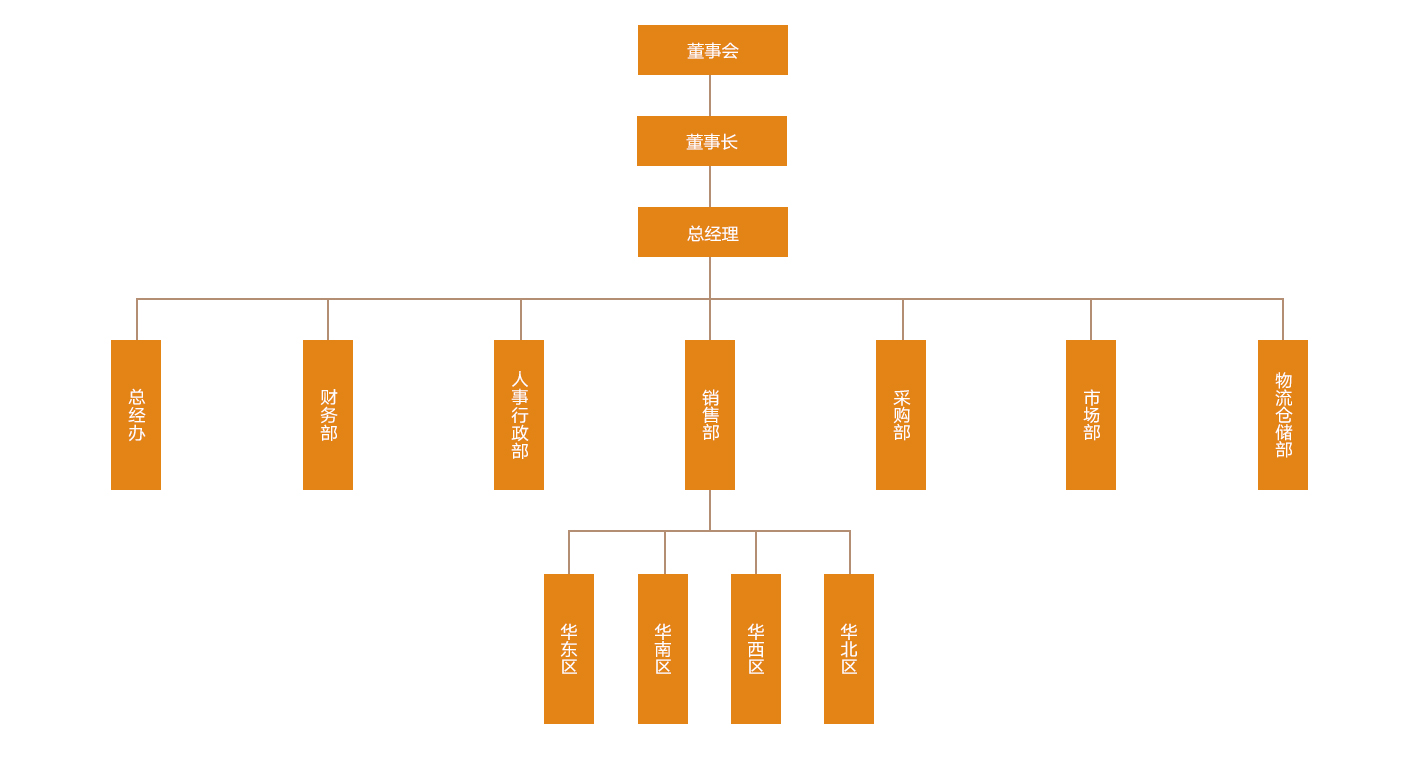 董事会
董事长
总经理
总经办
财务部
人事行政部
销售部
采购部
市场部
物流仓储部
华东区
华南区
华西区
华北区